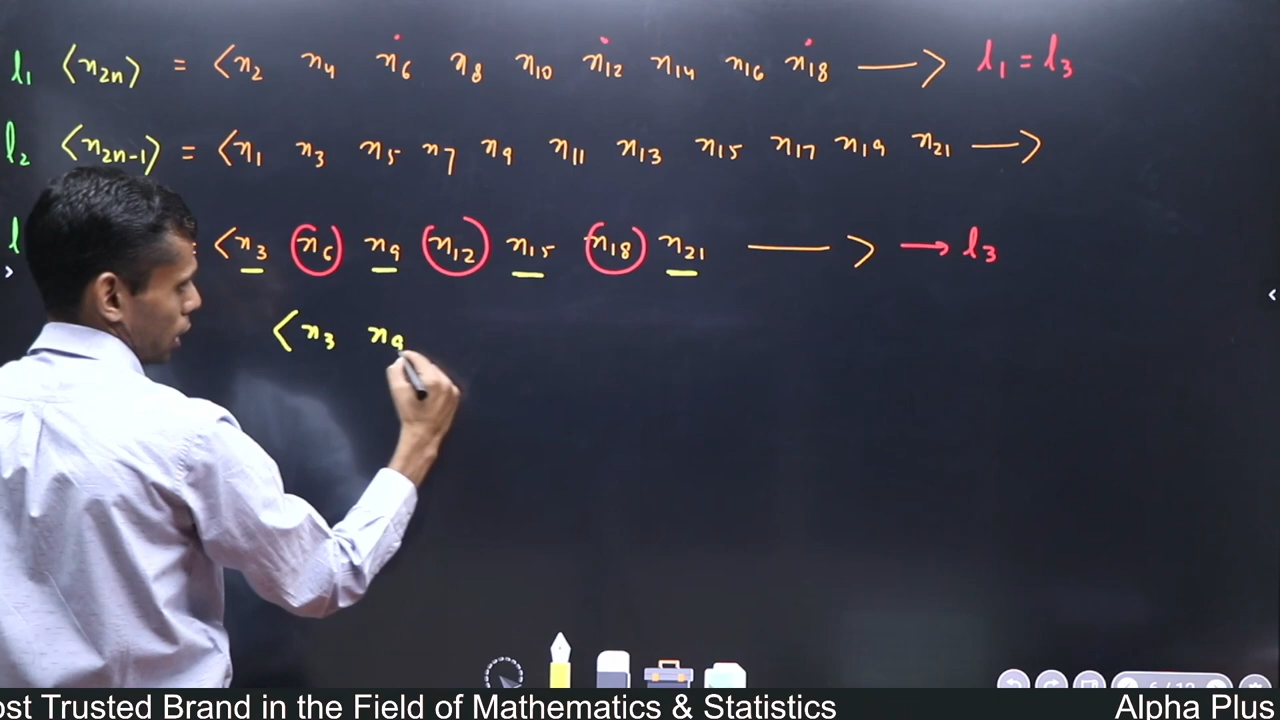 l₁ ⟨x₂ₙ⟩ = ⟨x₂ x₄ x₆ x₈ x₁₀ x₁₂ x₁₄ x₁₆ x₁₈ ⟶⟩ l₁ = l₃
l₂ ⟨x₂ₙ₋₁⟩ = ⟨x₁ x₃ x₅ x₇ x₉ x₁₁ x₁₃ x₁₅ x₁₇ x₁₉ x₂₁ ⟶⟩
l ⟨x₃ x₆ x₉ x₁₂ x₁₅ x₁₈ x₂₁ ⟶⟩ → l₃
⟨x₃ x₉
ost Trusted Brand in the Field of Mathematics & Statistics Alpha Plus